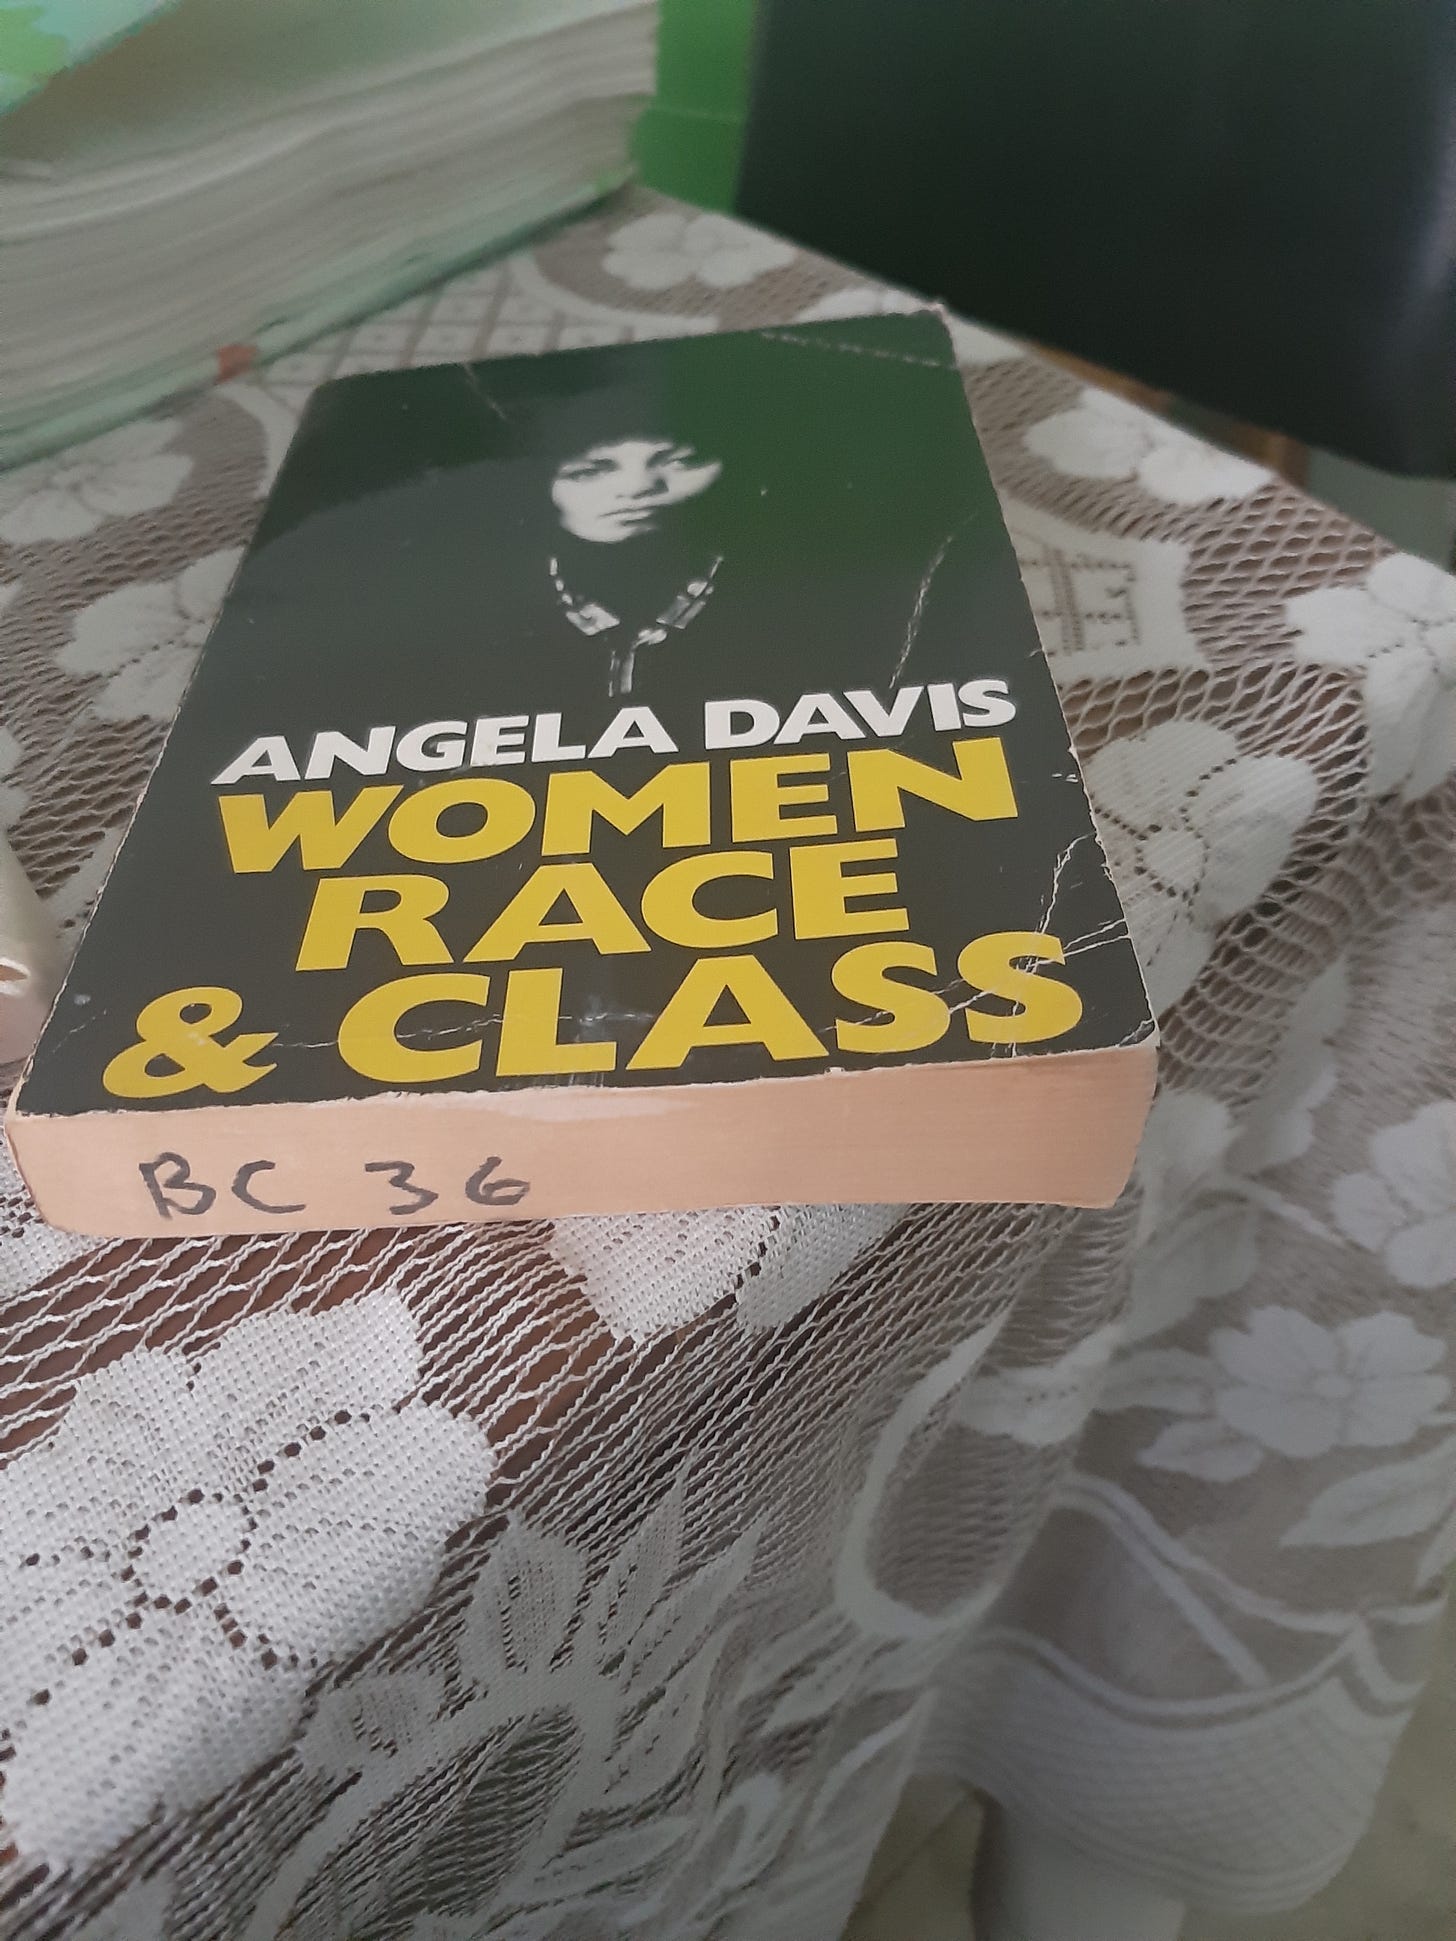 ANGELA DAVIS
WOMEN
RACE
& CLASS
BC 36